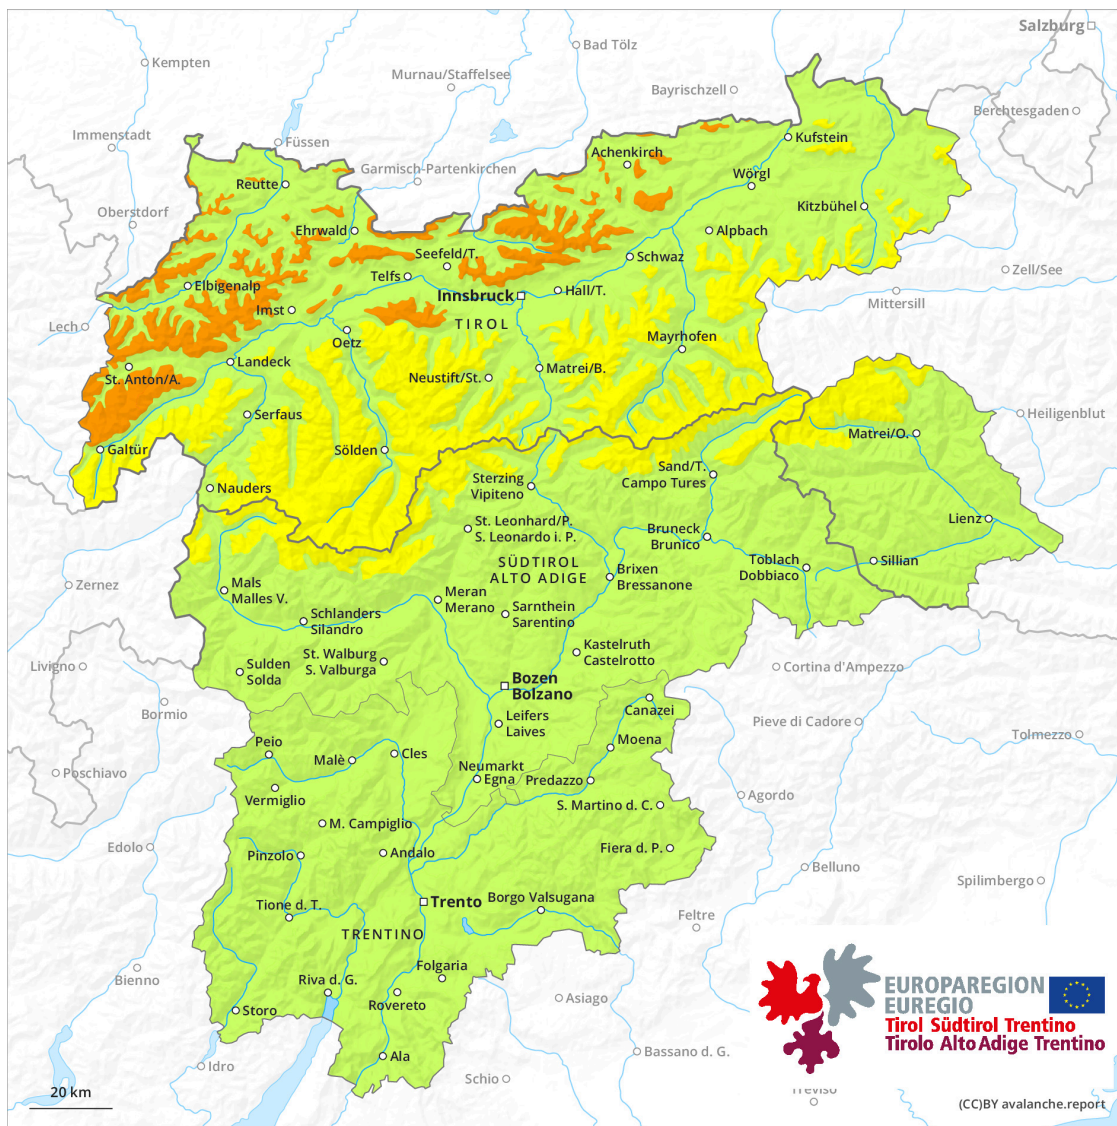 Salzburg
Bad Tölz
Kempten
Murnau/Staffelsee
Bayrischzell
Berchtesgaden
Immenstadt
Füssen
Kufstein
Achenkirch
Garmisch-Partenkirchen
Wörgl
Reutte
Kitzbühel
Oberstdorf
Ehrwald
Alpbach
Seefeld/T.
Schwaz
Zell/See
Telfs
Elbigenalp
Innsbruck
Hall/T.
Mittersill
Imst
TIROL
Lech
Oetz
Mayrhofen
Landeck
Matrei/B.
St. Anton/A.
Neustift/St.
Serfaus
Heiligenblut
Matrei/O.
Galtür
Sölden
Sand/T.
Campo Tures
Sterzing
Vipiteno
Nauders
St. Leonhard/P.
S. Leonardo i. P.
Lienz
Bruneck
Brunico
SÜDTIROL
ALTO ADIGE
Toblach
Dobbiaco
Sillian
Brixen
Bressanone
Zernez
Mals
Malles V.
Meran
Merano
Sarnthein
Sarentino
Schlanders
Silandro
Kastelruth
Castelrotto
St. Walburg
S. Valburga
Livigno
Sulden
Solda
Cortina d'Ampezzo
Bozen
Bolzano
Bormio
Canazei
Leifers
Laives
Pieve di Cadore
Tolmezzo
Moena
Peio
Cles
Malè
Poschiavo
Neumarkt
Egna
Predazzo
Vermiglio
Agordo
S. Martino d. C.
M. Campiglio
Edolo
Pinzolo
Andalo
Fiera d. P.
Belluno
Spilimbergo
Borgo Valsugana
Trento
Tione d. T.
Feltre
TRENTINO
Folgaria
Bienno
Riva d. G.
EUROPAREGION
EUREGIO
Asiago
Rovereto
Storo
Tirol Südtirol Trentino
Tirolo Alto Adige Trentino
Bassano d. G.
Ala
Idro
Schio
Treviso
20 km
(CC)BY avalanche.report